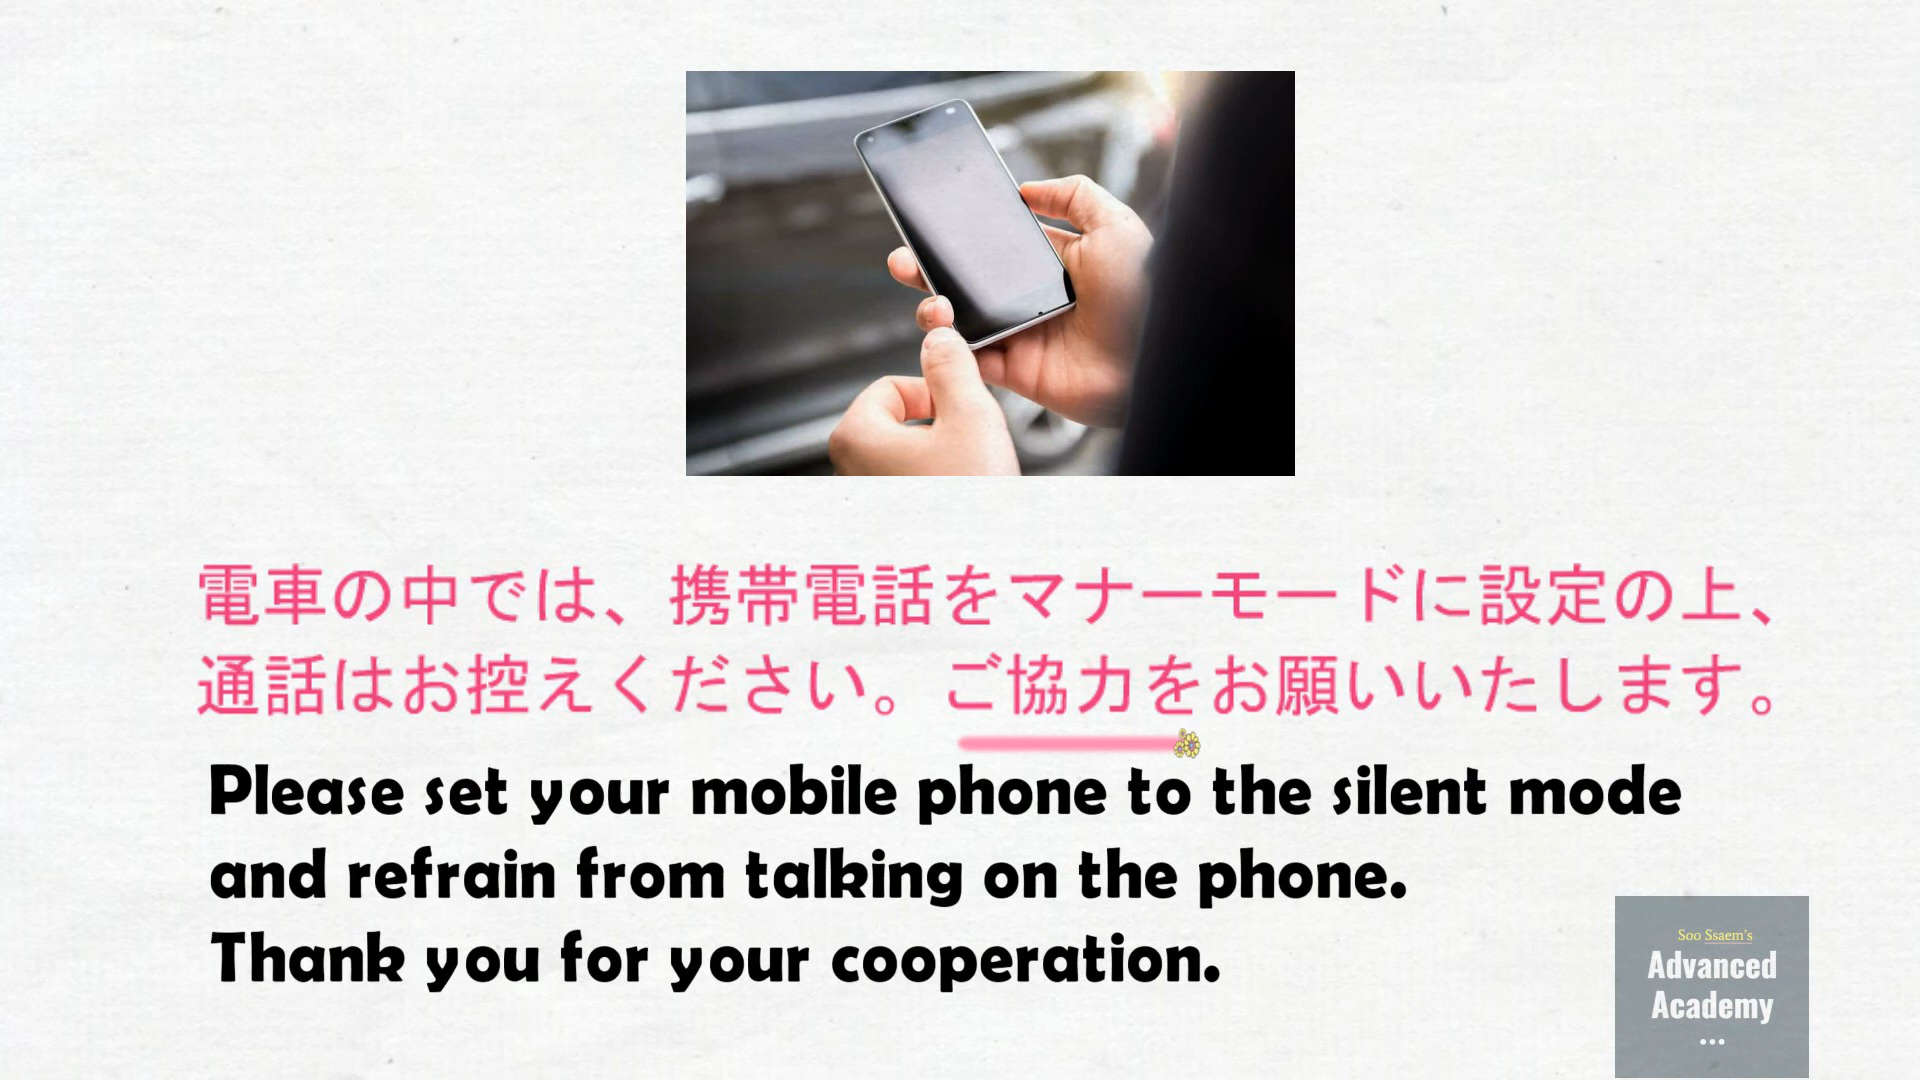 電車の中では、携帯電話をマナーモードに設定の上、
通話はお控えください。ご協力をお願いいたします。
Please set your mobile phone to the silent mode
and refrain from talking on the phone.
Thank you for your cooperation.
Soo Ssaem's
Advanced
Academy